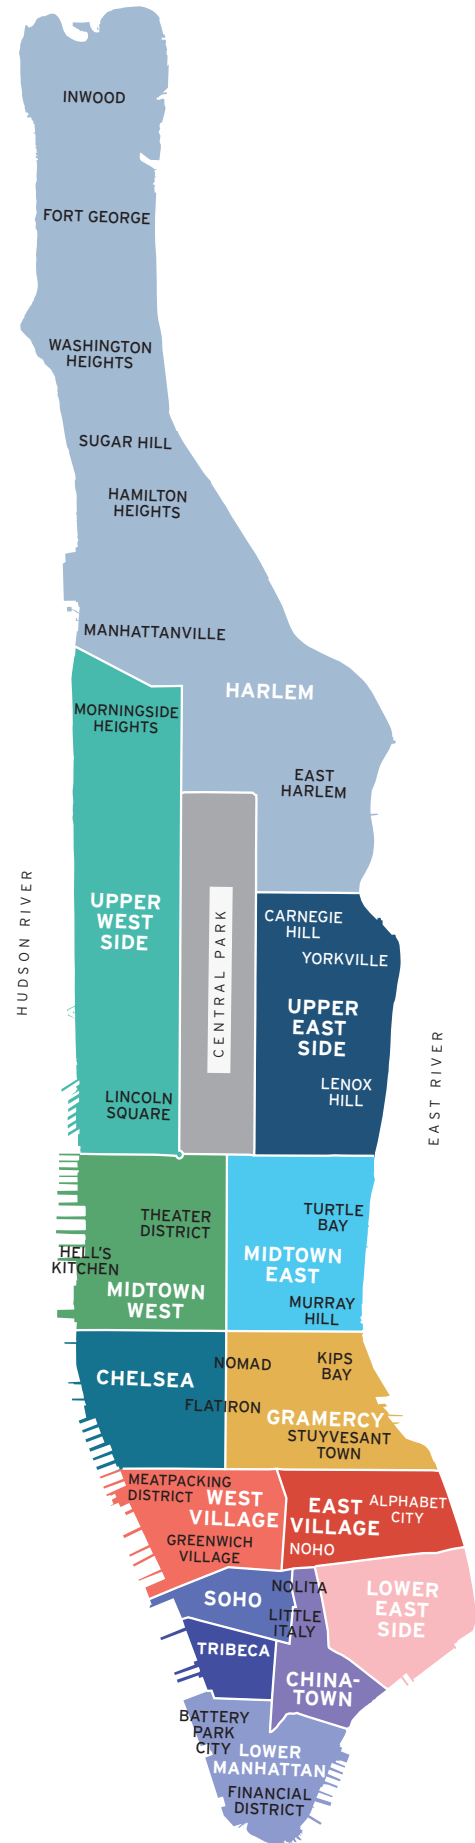 INWOOD
FORT GEORGE
WASHINGTON
HEIGHTS
SUGAR HILL
HAMILTON
HEIGHTS
MANHATTANVILLE
HARLEM
MORNINGSIDE
HEIGHTS
EAST
HARLEM
HUDSON RIVER
UPPER
WEST
SIDE
CENTRAL PARK
CARNEGIE
HILL
YORKVILLE
UPPER
EAST
SIDE
EAST RIVER
LENOX
HILL
LINCOLN
SQUARE
THEATER
DISTRICT
TURTLE
BAY
HELL'S
KITCHEN
MIDTOWN
EAST
MIDTOWN
WEST
MURRAY
HILL
CHELSEA
NOMAD
KIPS
BAY
FLATIRON
GRAMERCY
STUYVESANT
TOWN
MEATPACKING
DISTRICT
WEST
VILLAGE
EAST
VILLAGE
ALPHABET
CITY
GREENWICH
VILLAGE
NOHO
SOHO
NOLITA
LOWER
EAST
SIDE
LITTLE
ITALY
TRIBECA
CHINA-
TOWN
BATTERY
PARK
CITY
LOWER
MANHATTAN
FINANCIAL
DISTRICT